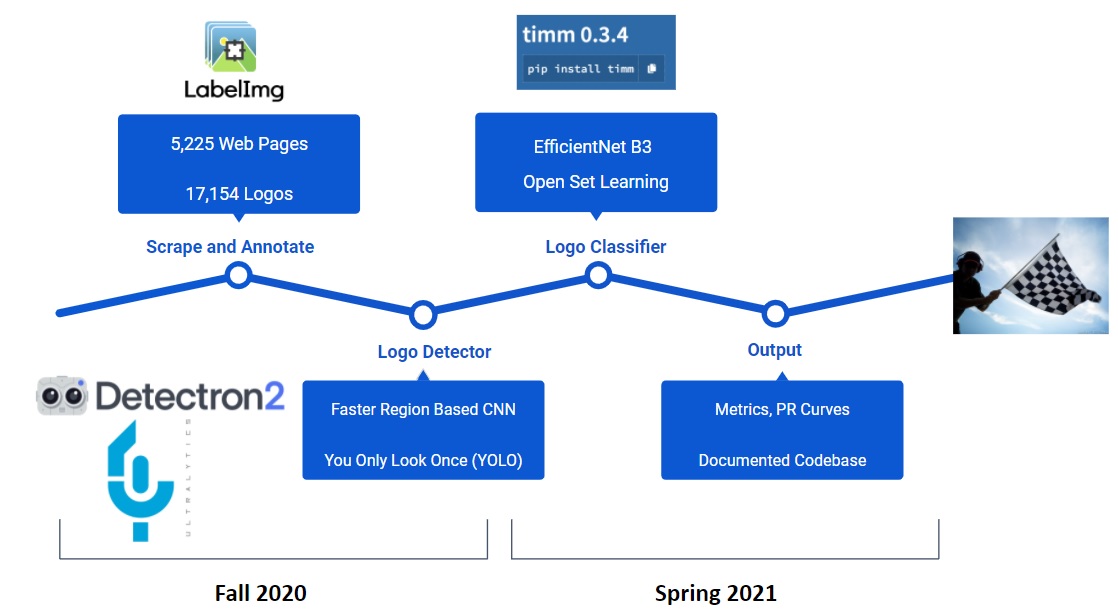 LabelImg
timm 0.3.4
pip install timm
5,225 Web Pages
17,154 Logos
EfficientNet B3
Open Set Learning
Scrape and Annotate
Logo Classifier
Logo Detector
Output
Detectron2
ULTRALYTICS
Faster Region Based CNN
You Only Look Once (YOLO)
Metrics, PR Curves
Documented Codebase
Fall 2020
Spring 2021